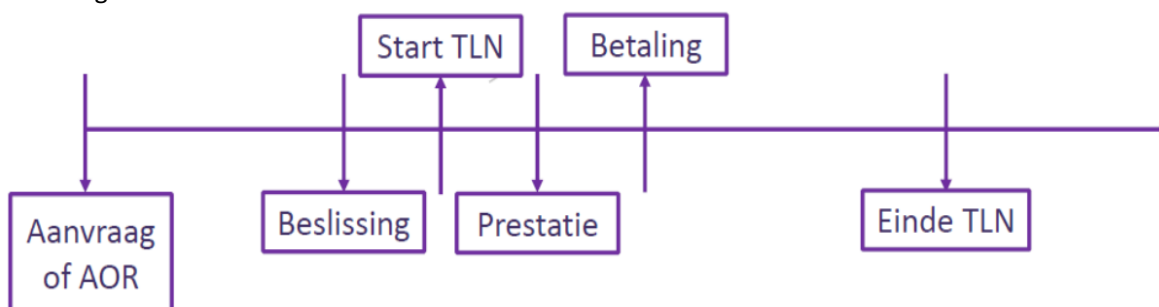 Start TLN
Betaling
Aanvraag
of AOR
Beslissing
Prestatie
Einde TLN